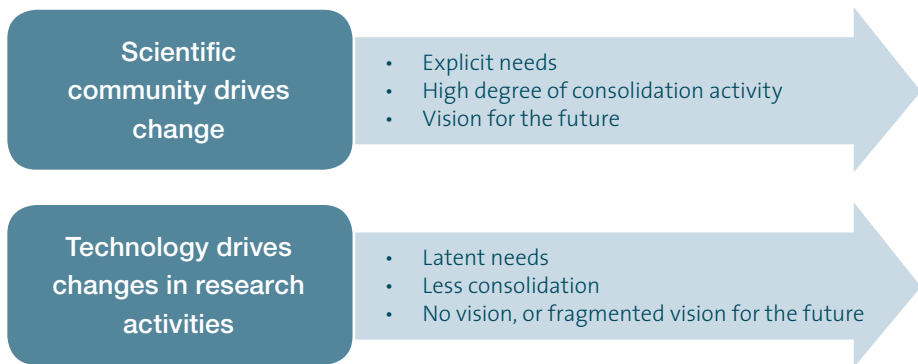 Scientific
community drives
change
• Explicit needs
• High degree of consolidation activity
• Vision for the future
Technology drives
changes in research
activities
• Latent needs
• Less consolidation
• No vision, or fragmented vision for the future